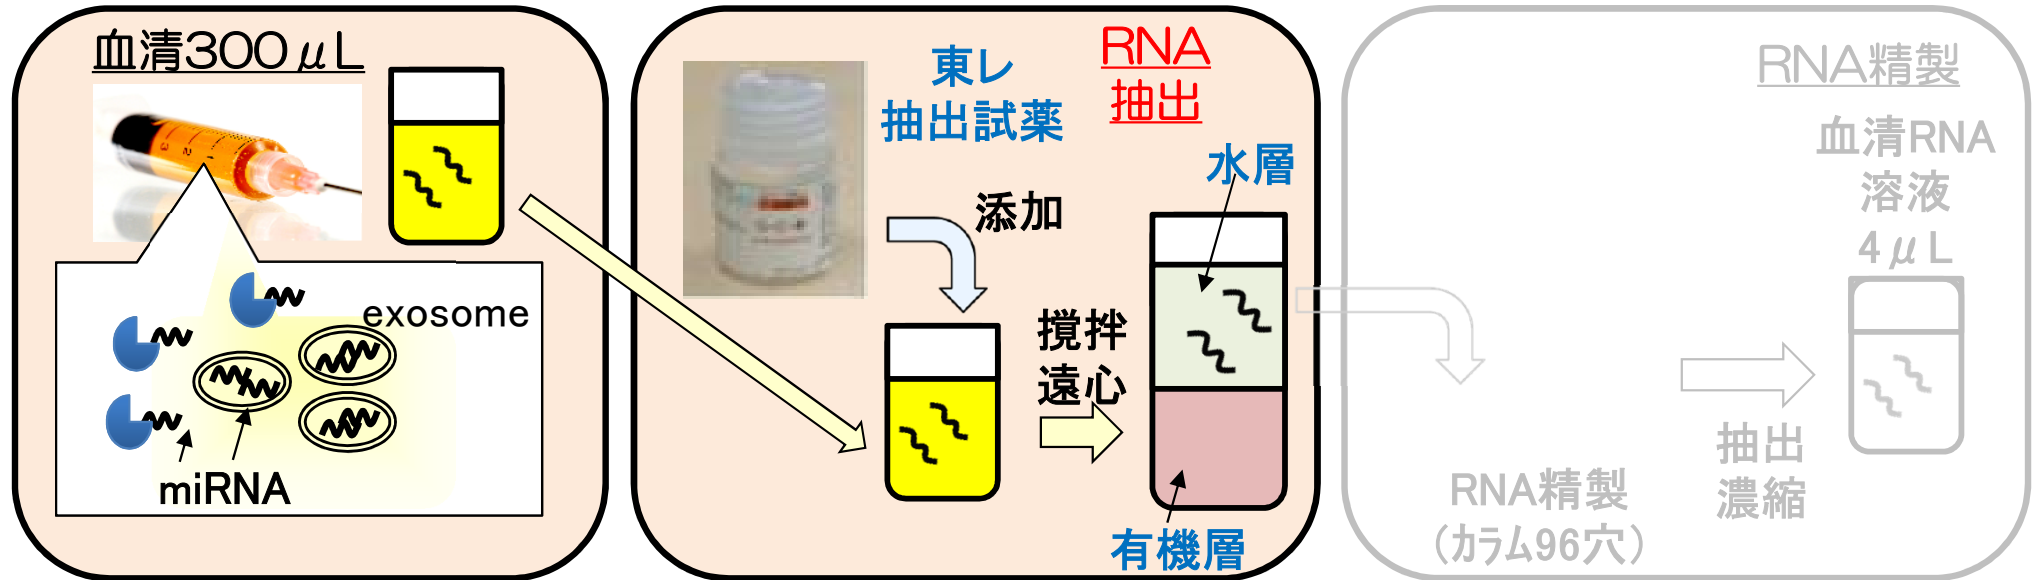 血清300μL
exosome
miRNA
東レ
抽出試薬
RNA
抽出
添加
水層
撹拌
遠心
有機層
RNA精製
血清RNA
溶液
4μL
RNA精製
(カラム96穴)
抽出
濃縮